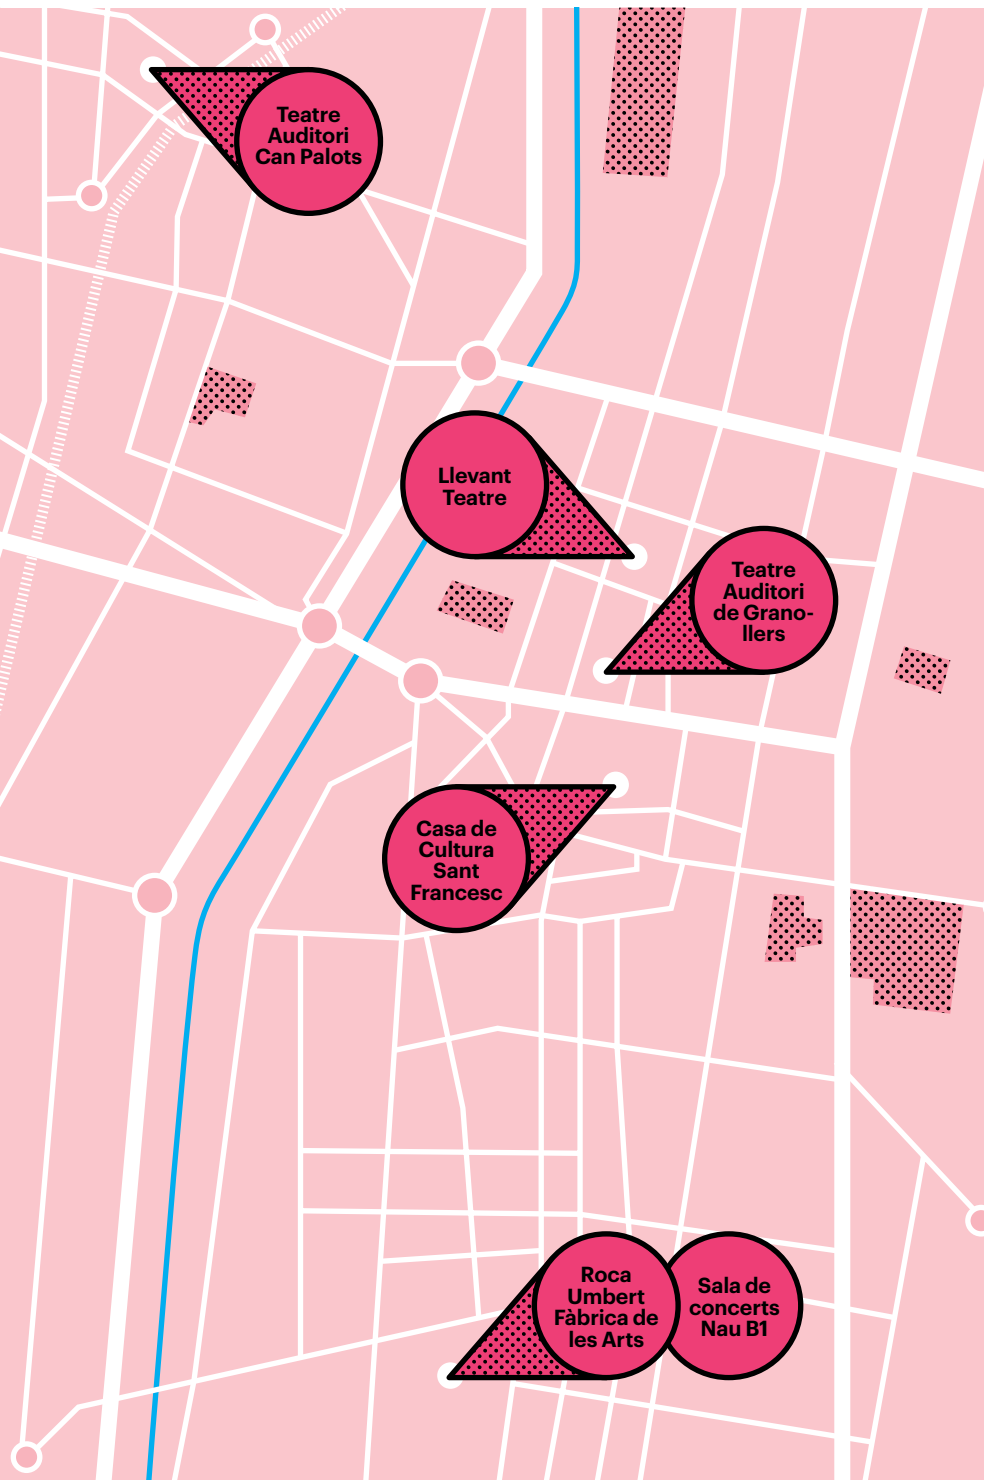 Teatre
Auditori
Can Palots
Llevant
Teatre
Teatre
Auditori
de Grano-
llers
Casa de
Cultura
Sant
Francesc
Roca
Umbert
Fàbrica de
les Arts
Sala de
concerts
Nau B1